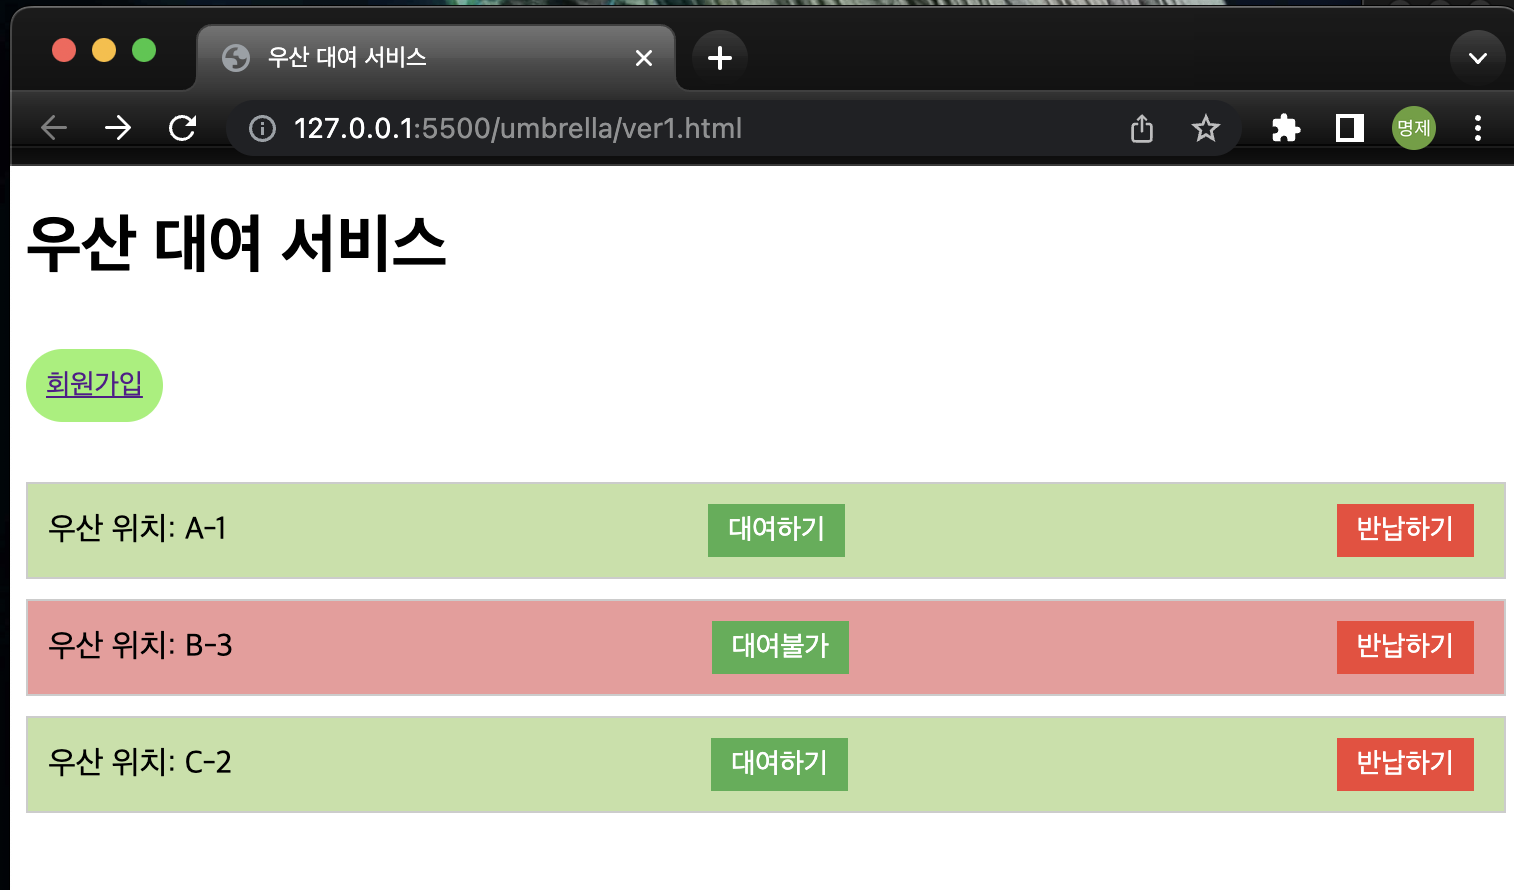 우산 대여 서비스
127.0.0.1:5500/umbrella/ver1.html
명제
우산 대여 서비스
회원가입
우산 위치: A-1 대여하기 반납하기
우산 위치: B-3 대여불가 반납하기
우산 위치: C-2 대여하기 반납하기